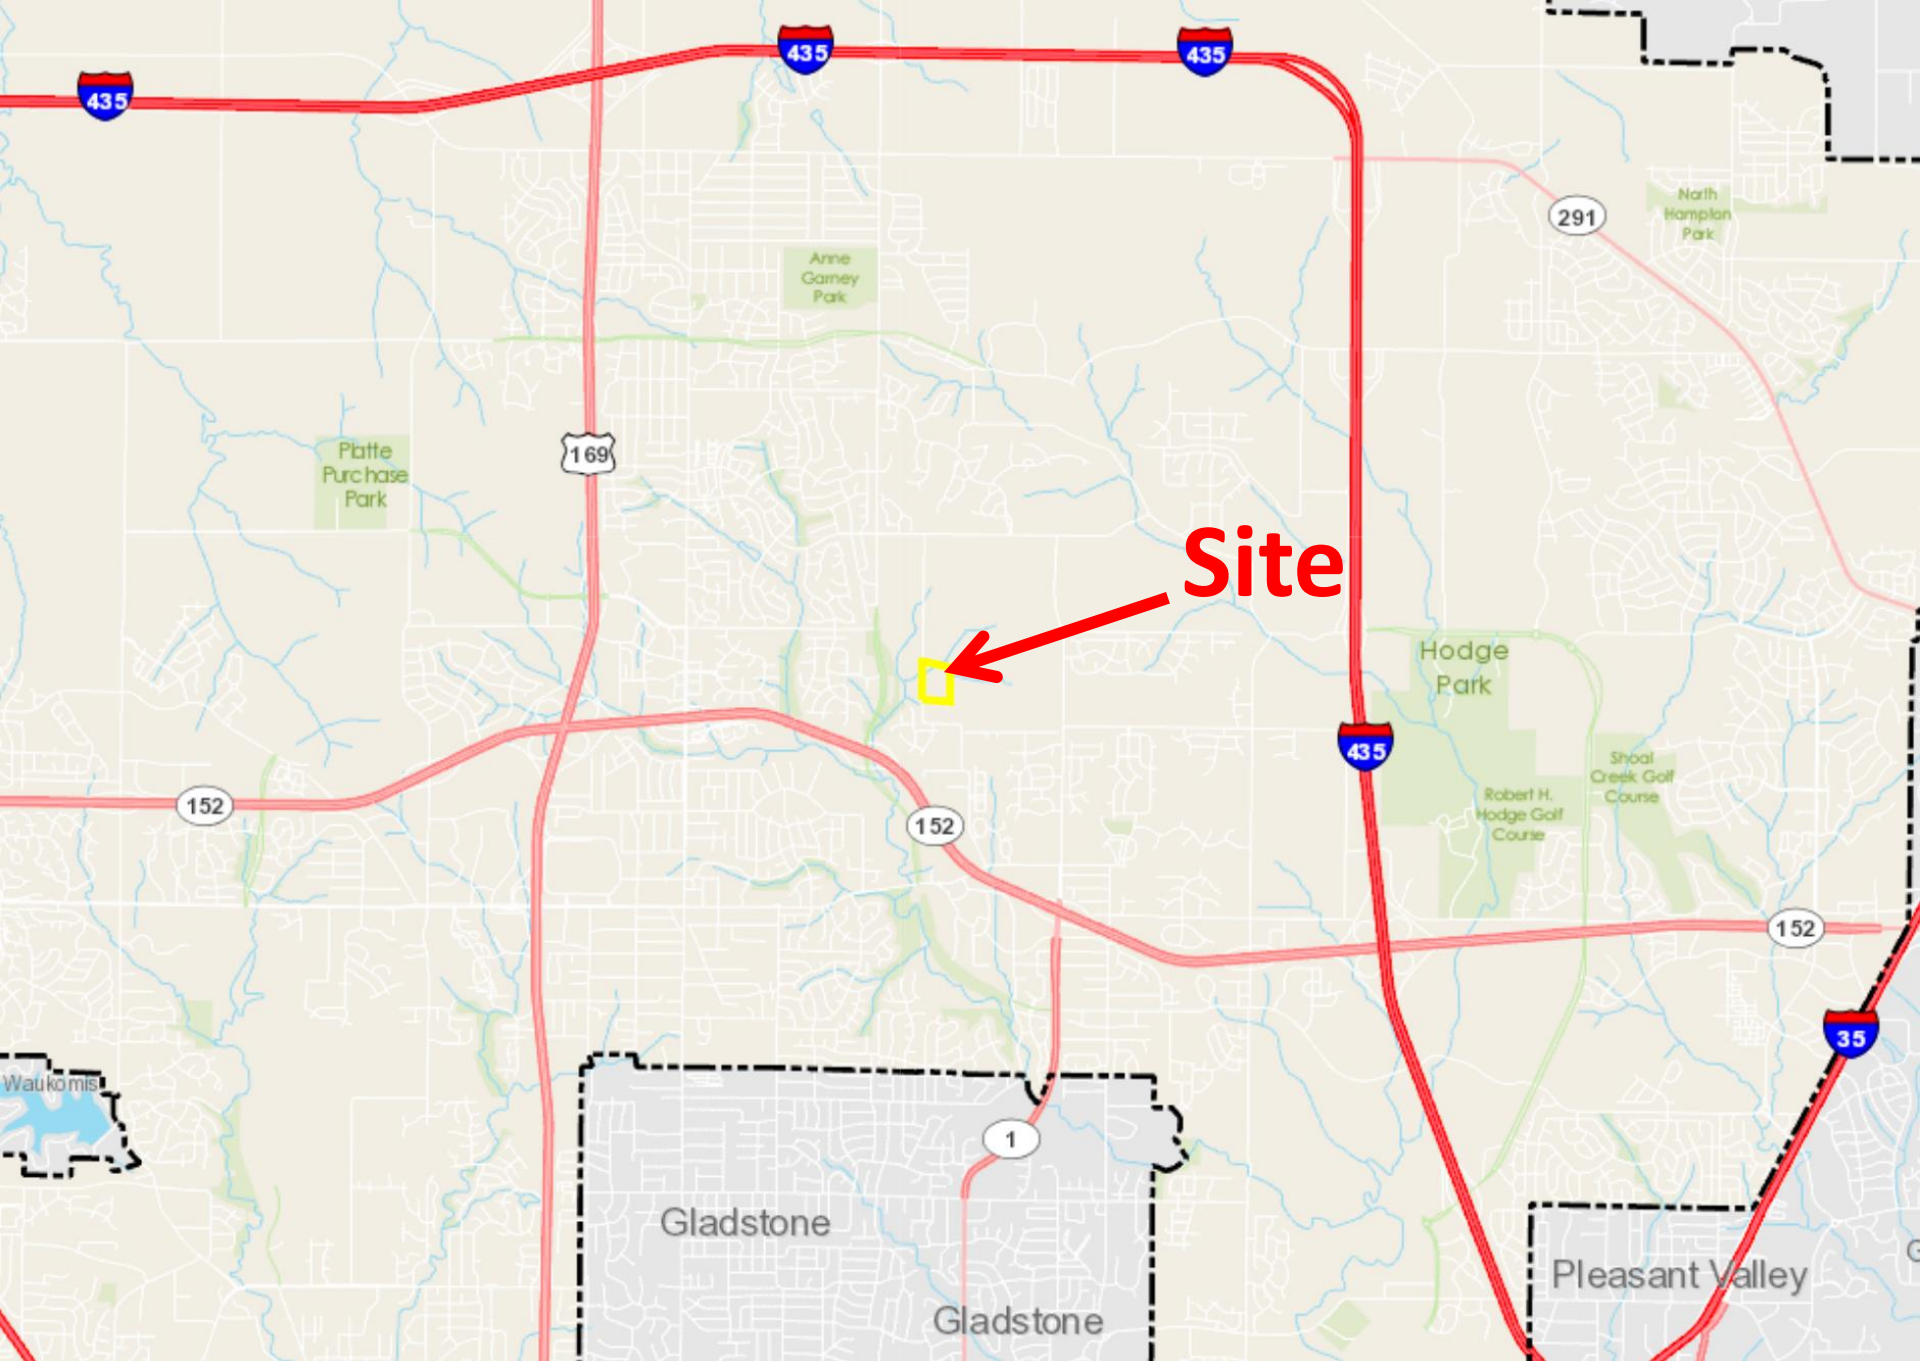 435
435
435
291
North
Hampton
Park
Anne
Garney
Park
169
Platte
Purchase
Park
Site
Hodge
Park
435
Shoal
Creek Golf
Course
Robert H.
Hodge Golf
Course
152
152
152
35
Waukomis
1
Gladstone
Pleasant Valley
Gladstone
G